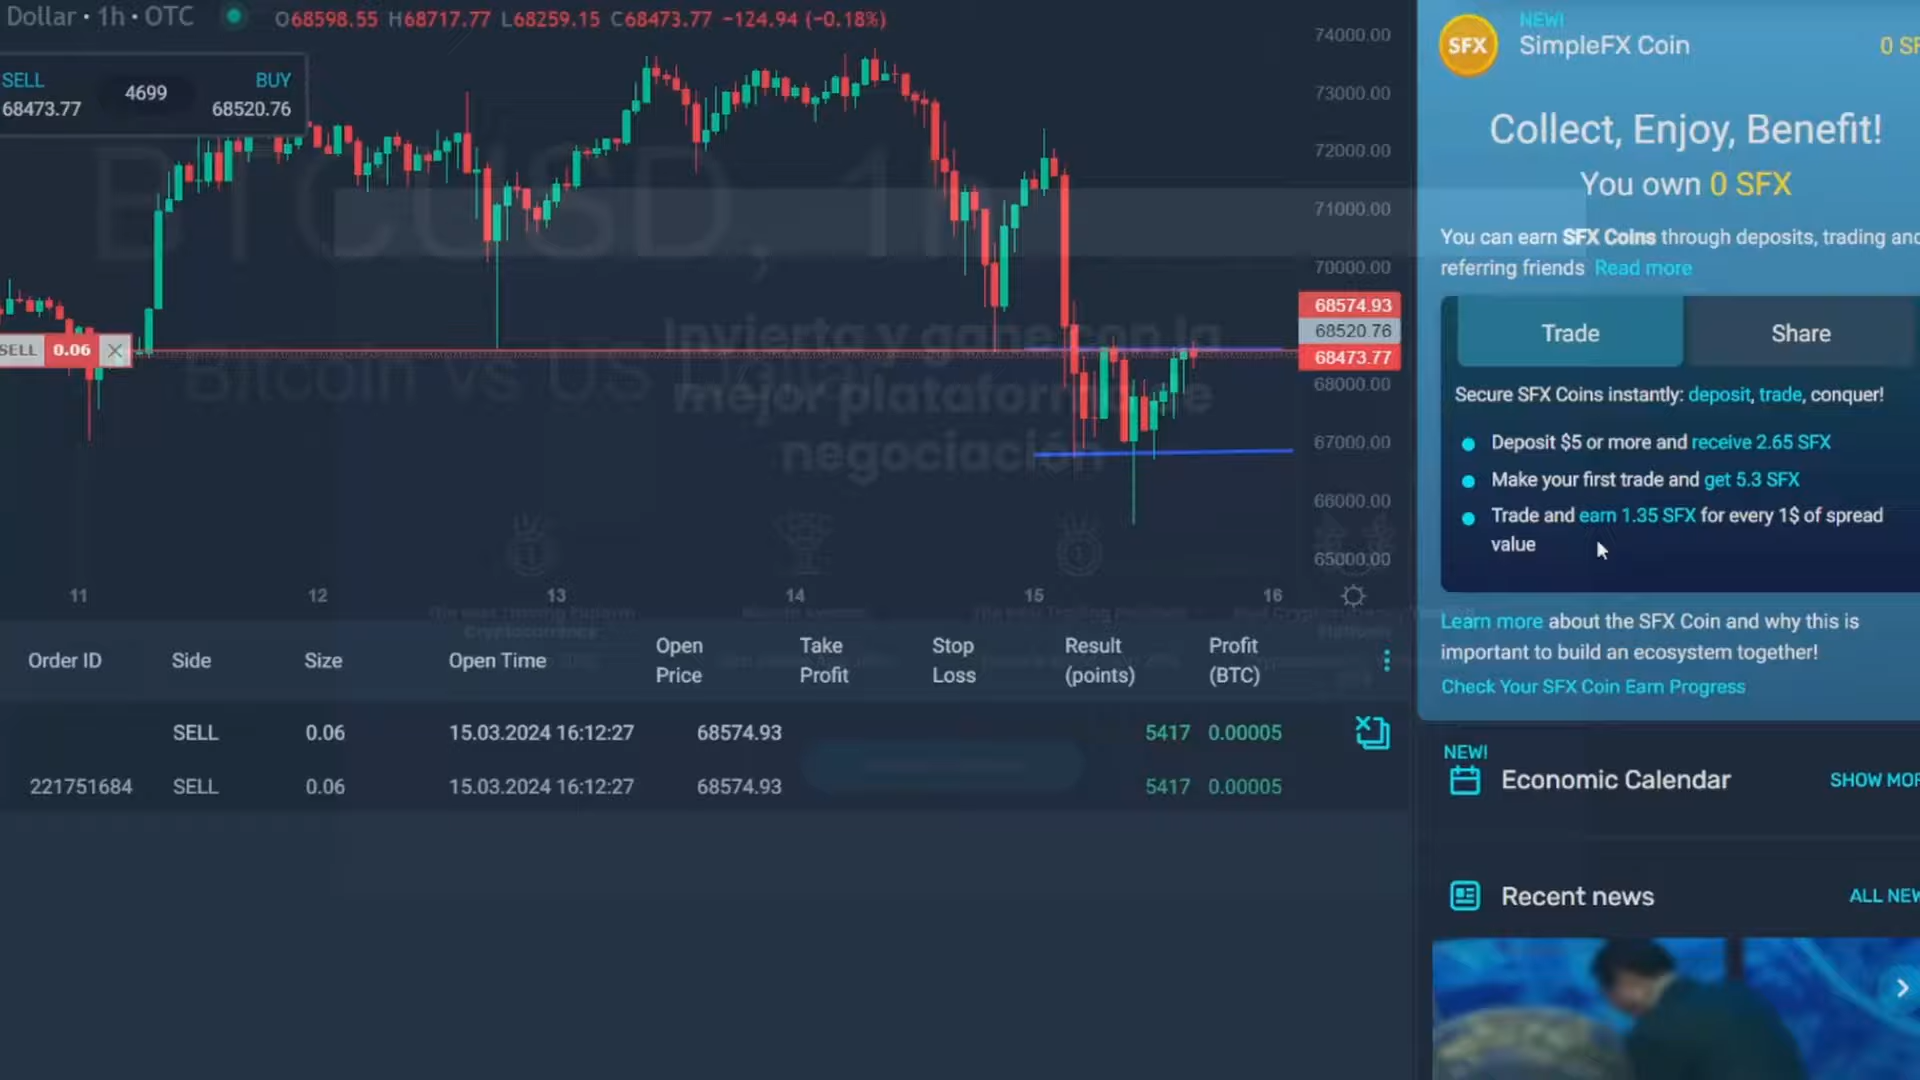 Dollar · 1h · OTC
O68598.55 H68717.77 L68259.15 C68473.77 −124.94 (−0.18%)
SELL
68473.77
4699
BUY
68520.76
74000.00
73000.00
72000.00
71000.00
70000.00
68574.93
68520.76
68473.77
68000.00
67000.00
66000.00
65000.00
BTCUSD, 1h
Bitcoin vs US Dollar
Invierta y gane con la
mejor plataforma de
negociación
SELL 0.06
11 12 13 14 15 16
Order ID Side Size Open Time Open Price Take Profit Stop Loss Result (points) Profit (BTC)
SELL 0.06 15.03.2024 16:12:27 68574.93 5417 0.00005
221751684 SELL 0.06 15.03.2024 16:12:27 68574.93 5417 0.00005
NEW!
SFX SimpleFX Coin 0 SF
Collect, Enjoy, Benefit!
You own 0 SFX
You can earn SFX Coins through deposits, trading and
referring friends Read more
Trade Share
Secure SFX Coins instantly: deposit, trade, conquer!
Deposit $5 or more and receive 2.65 SFX
Make your first trade and get 5.3 SFX
Trade and earn 1.35 SFX for every 1$ of spread
value
Learn more about the SFX Coin and why this is
important to build an ecosystem together!
Check Your SFX Coin Earn Progress
NEW!
Economic Calendar SHOW MOR
Recent news ALL NEW